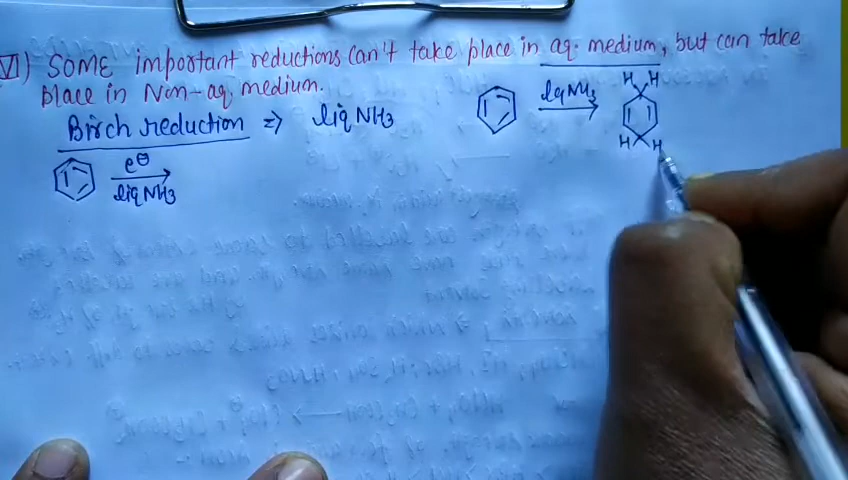 VI) SOME important reductions can't take place in aq. medium, but can take
place in Non-aq. medium.
Birch reduction ⇒ liq NH3
liq NH3
H H
H H
e⊖
liq NH3